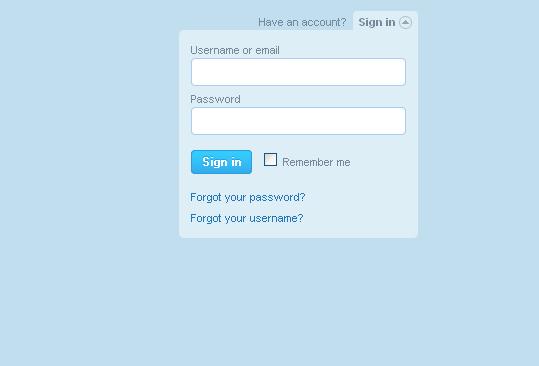 Have an account? Sign in
Username or email
Password
Sign in Remember me
Forgot your password?
Forgot your username?